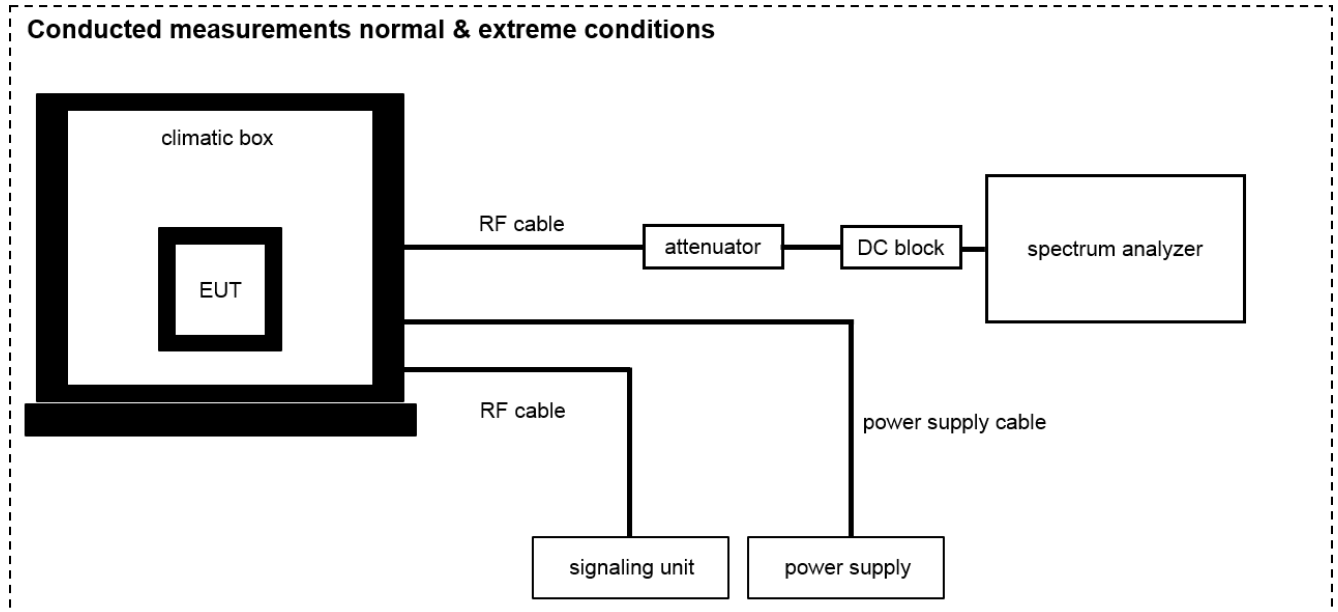 Conducted measurements normal & extreme conditions
climatic box
RF cable
attenuator
DC block
spectrum analyzer
EUT
RF cable
power supply cable
signaling unit
power supply